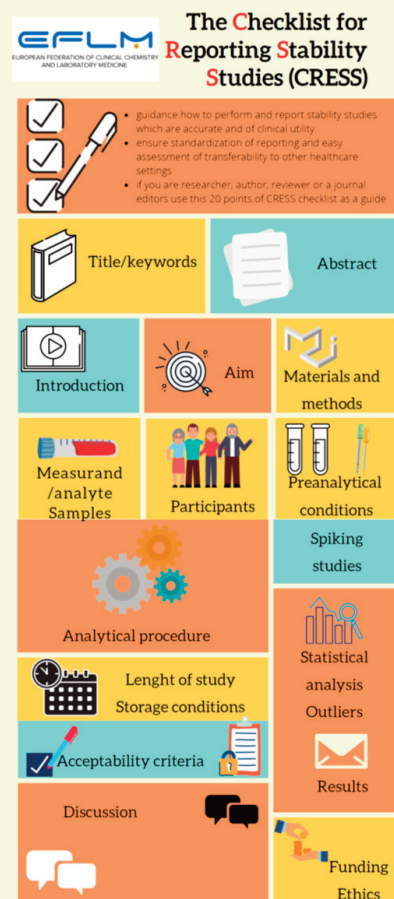 EFLM
EUROPEAN FEDERATION OF CLINICAL CHEMISTRY
AND LABORATORY MEDICINE
The Checklist for
Reporting Stability
Studies (CRESS)
guidance how to perform and report stability studies
which are accurate and of clinical utility
ensure standardization of reporting and easy
assessment of transferability to other healthcare
settings
if you are researcher, author, reviewer or a journal
editors use this 20 points of CRESS checklist as a guide
Title/keywords
Abstract
Introduction
Aim
Materials and
methods
Measurand
/analyte
Samples
Participants
Preanalytical
conditions
Analytical procedure
Spiking
studies
Statistical
analysis
Outliers
Results
Lenght of study
Storage conditions
Acceptability criteria
Discussion
Funding
Ethics